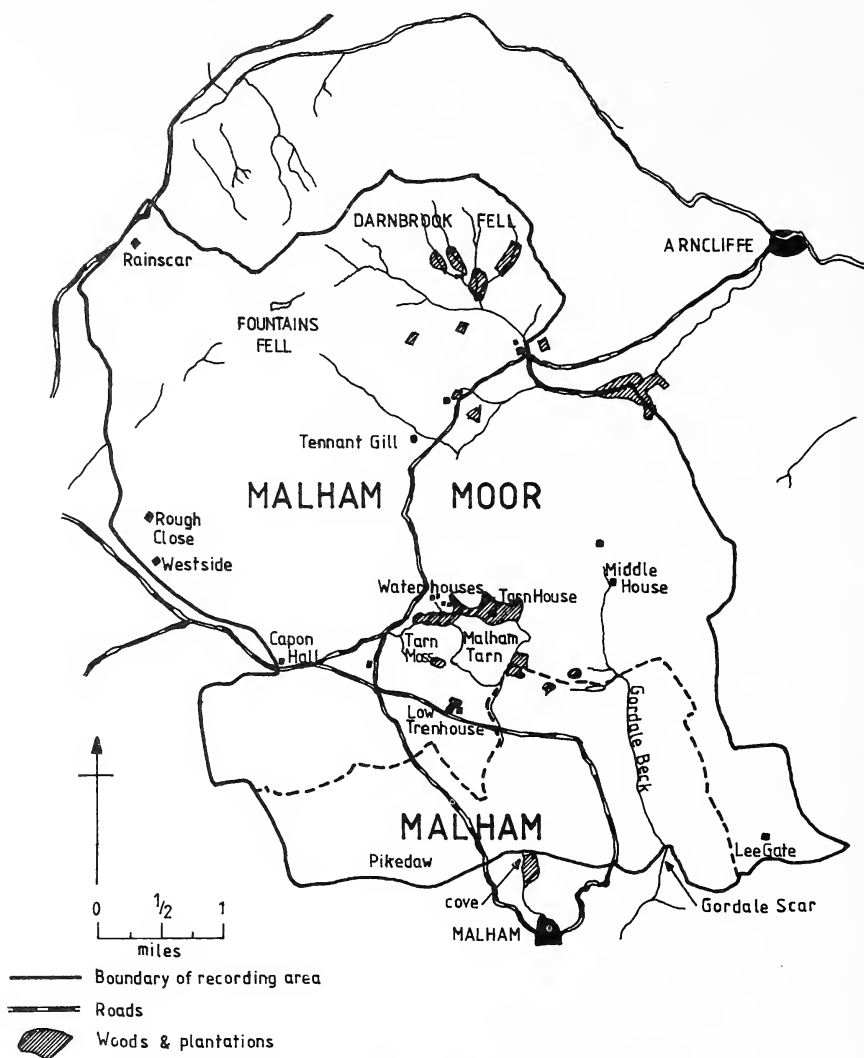 DARNBROOK FELL
ARNCLIFFE
Rainscar
FOUNTAINS
FELL
Tennant Gill
MALHAM MOOR
Rough
Close
Westside
Middle
House
Water houses
Tarn House
Tarn
Moss
Malham
Tarn
Capon
Hall
Low
Trenhouse
Gordale Beck
MALHAM
Pikedaw
Lee Gate
cove
Gordale Scar
MALHAM
0 1/2 1
miles
Boundary of recording area
Roads
Woods & plantations